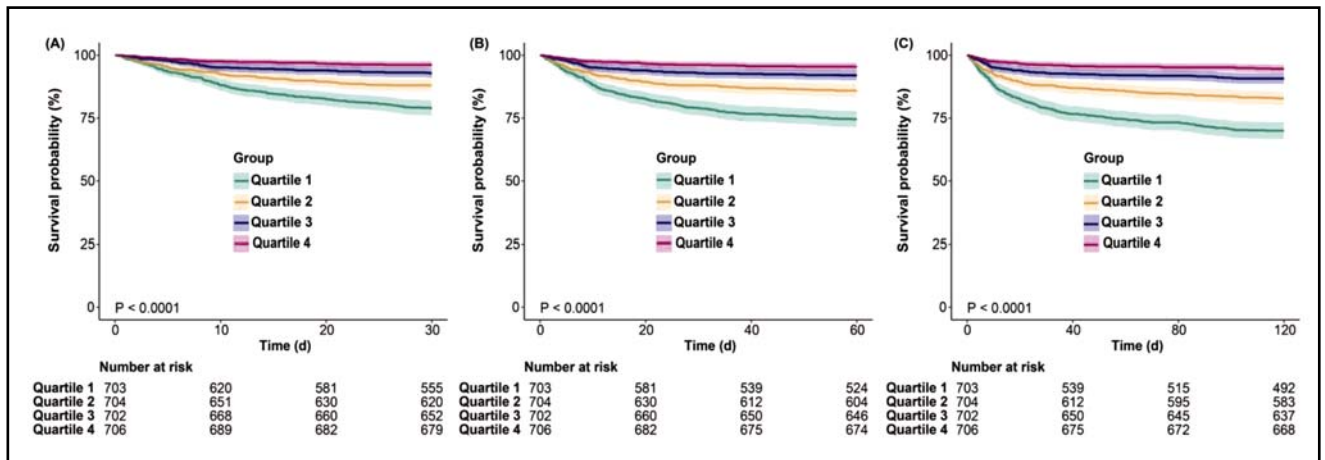 (A)
100
75
50
25
0
Survival probability (%)
Group
Quartile 1
Quartile 2
Quartile 3
Quartile 4
P < 0.0001
0 10 20 30
Time (d)
Number at risk
Quartile 1 703 620 581 555
Quartile 2 704 651 630 620
Quartile 3 702 668 660 652
Quartile 4 706 689 682 679
(B)
100
75
50
25
0
Survival probability (%)
Group
Quartile 1
Quartile 2
Quartile 3
Quartile 4
P < 0.0001
0 20 40 60
Time (d)
Number at risk
Quartile 1 703 581 539 524
Quartile 2 704 630 612 604
Quartile 3 702 660 650 646
Quartile 4 706 682 675 674
(C)
100
75
50
25
0
Survival probability (%)
Group
Quartile 1
Quartile 2
Quartile 3
Quartile 4
P < 0.0001
0 40 80 120
Time (d)
Number at risk
Quartile 1 703 539 515 492
Quartile 2 704 612 595 583
Quartile 3 702 650 645 637
Quartile 4 706 675 672 668